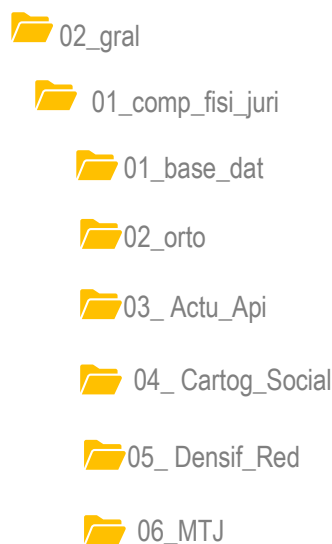 02_gral
01_comp_fisi_juri
01_base_dat
02_orto
03_ Actu_Api
04_ Cartog_Social
05_ Densif_Red
06_MTJ